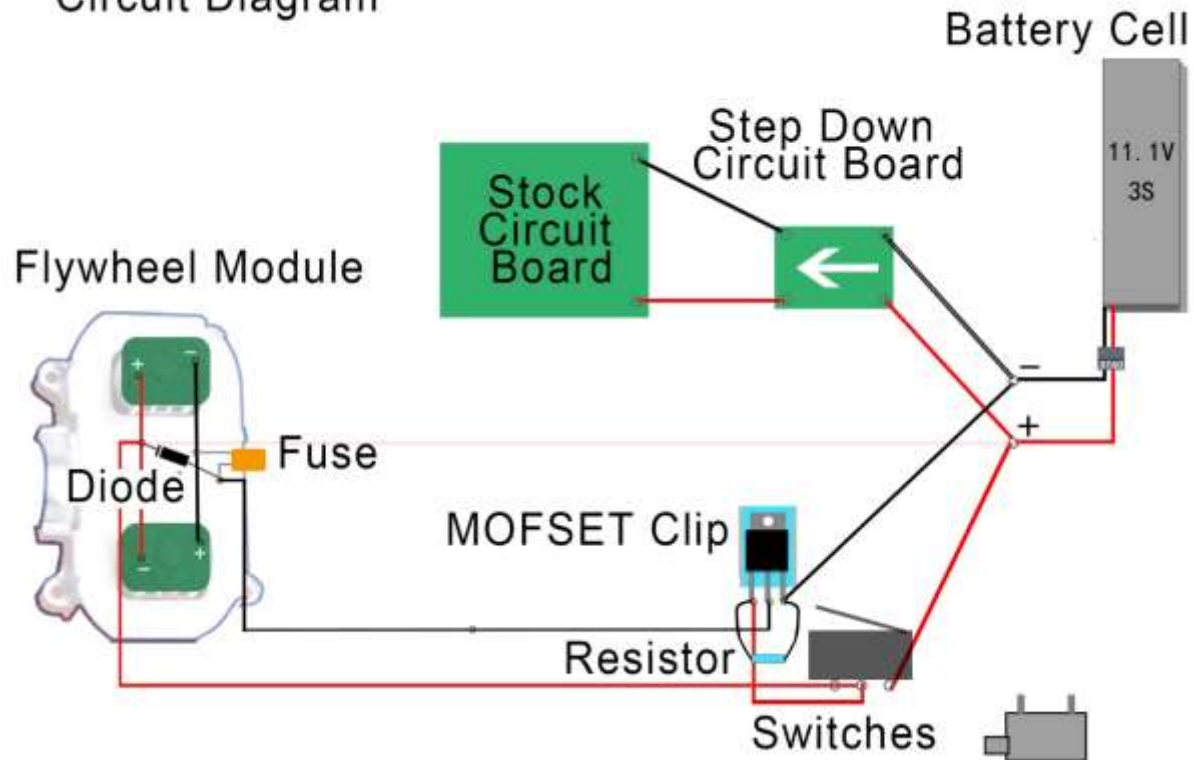 Circuit Diagram
Battery Cell
11.1V
3S
Step Down
Circuit Board
Stock
Circuit
Board
Flywheel Module
+ −
Fuse
Diode
− +
−
+
MOFSET Clip
Resistor
Switches